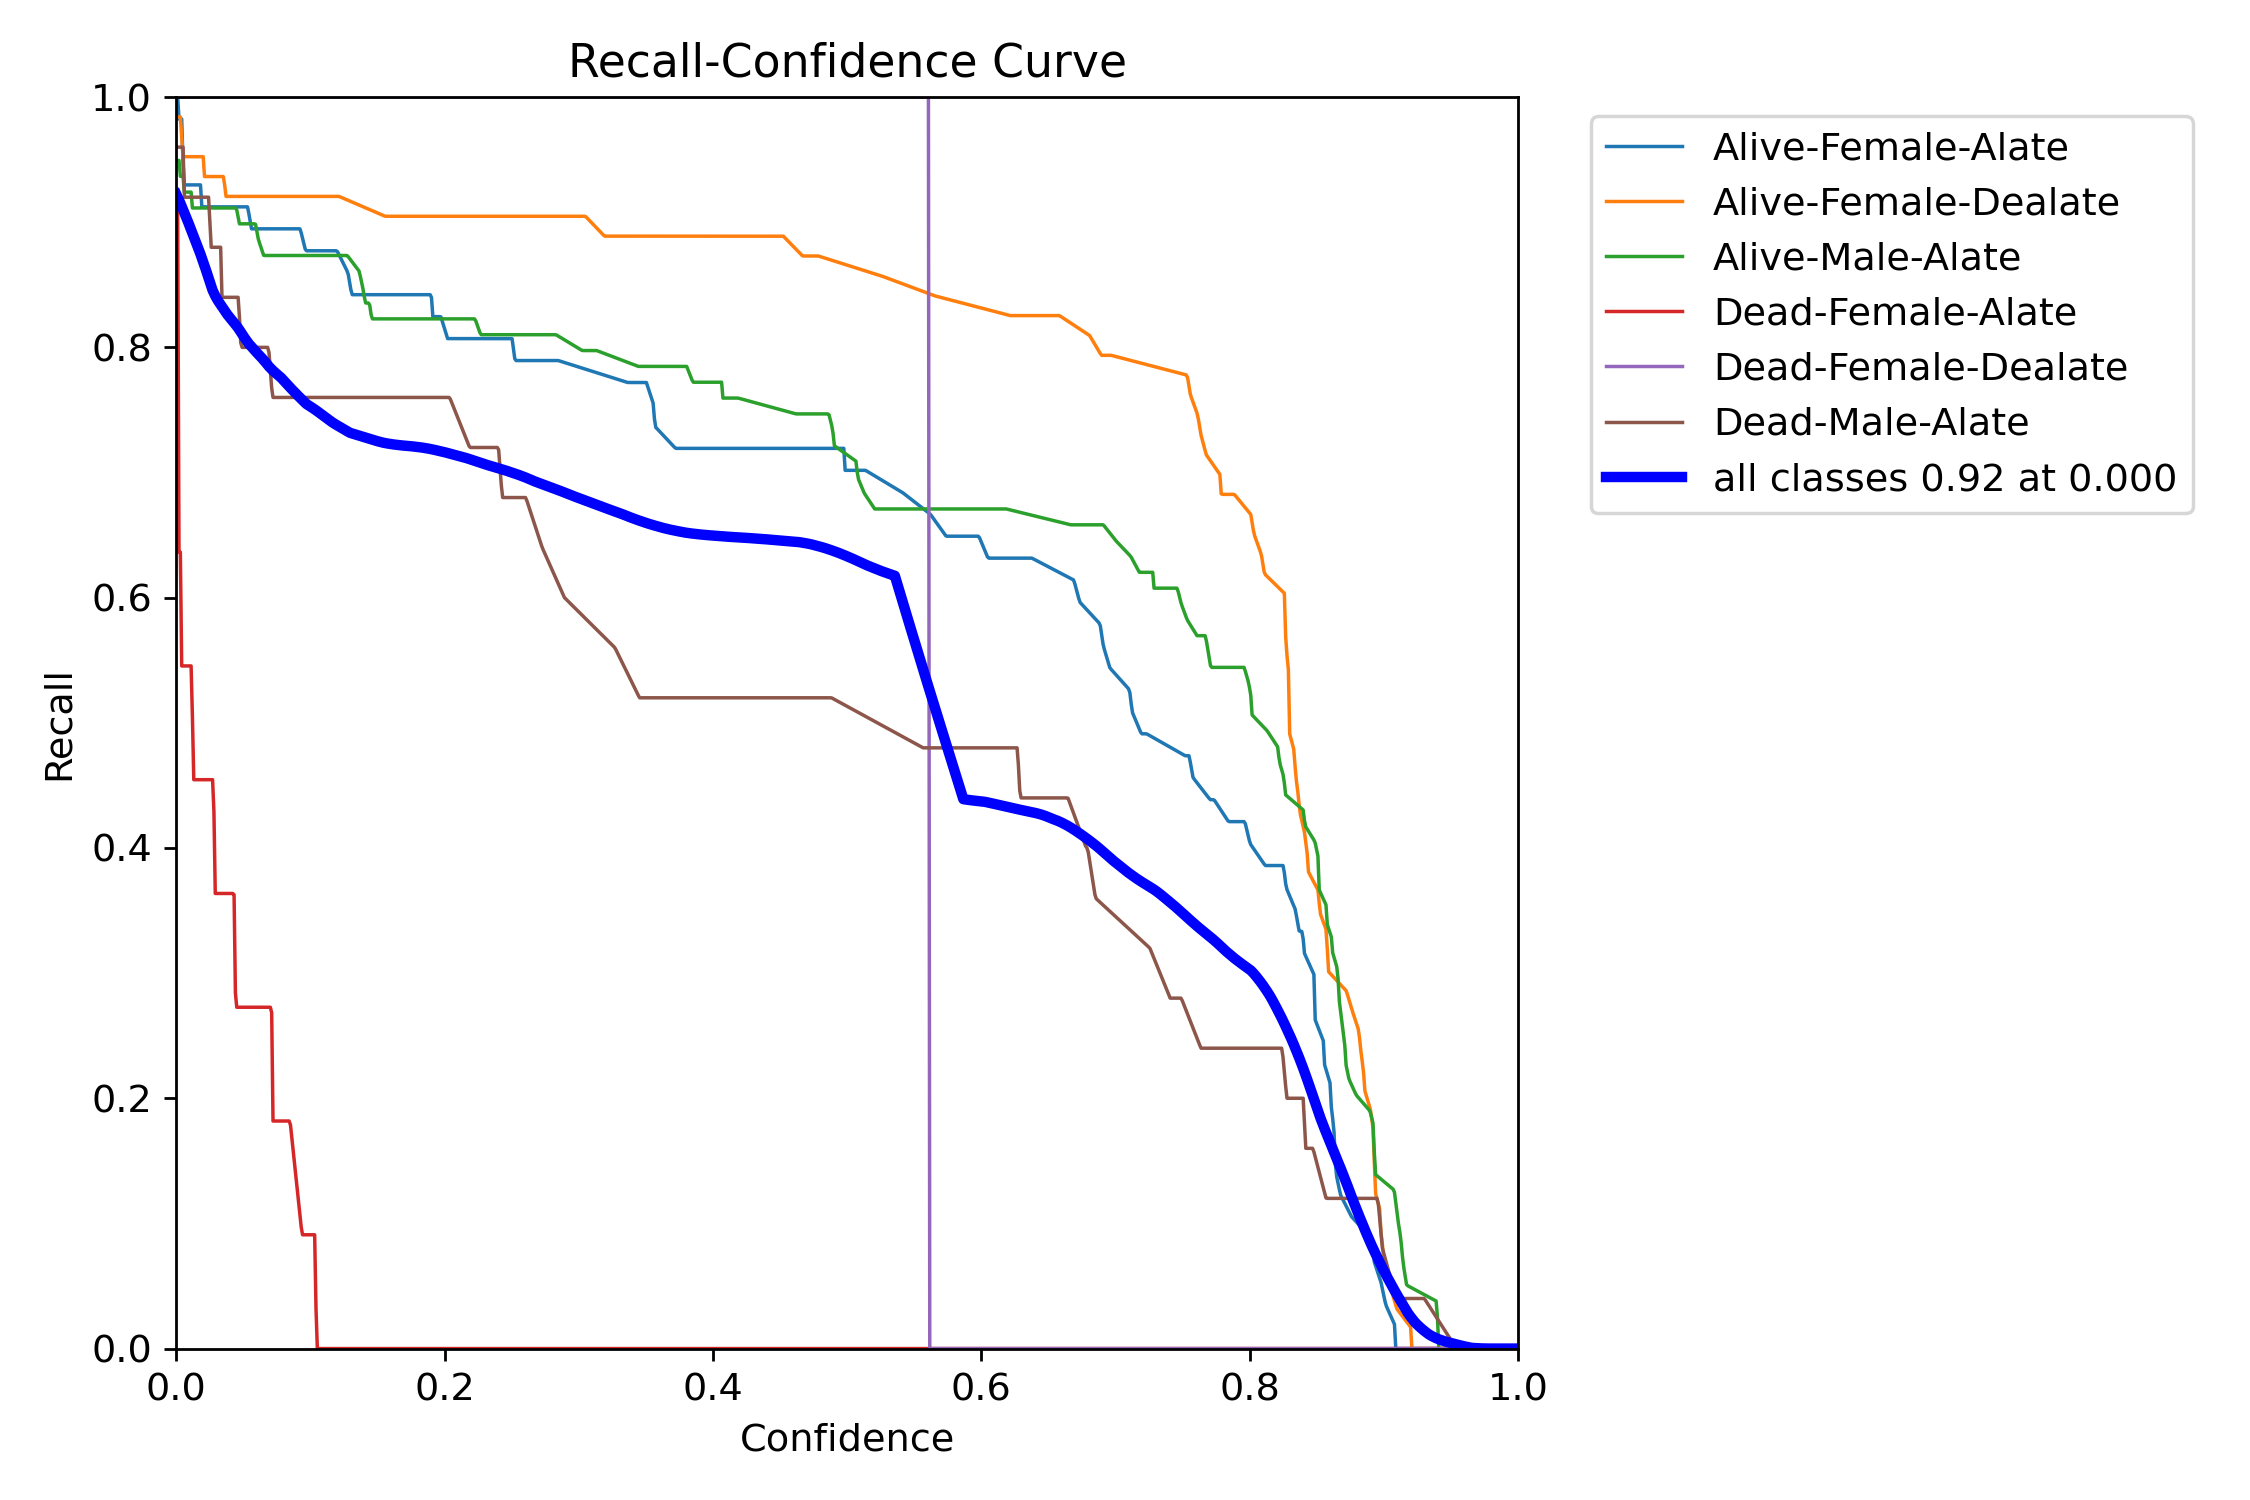 Recall-Confidence Curve
1.0
0.8
0.6
0.4
0.2
0.0
Recall
0.0 0.2 0.4 0.6 0.8 1.0
Confidence
Alive-Female-Alate
Alive-Female-Dealate
Alive-Male-Alate
Dead-Female-Alate
Dead-Female-Dealate
Dead-Male-Alate
all classes 0.92 at 0.000